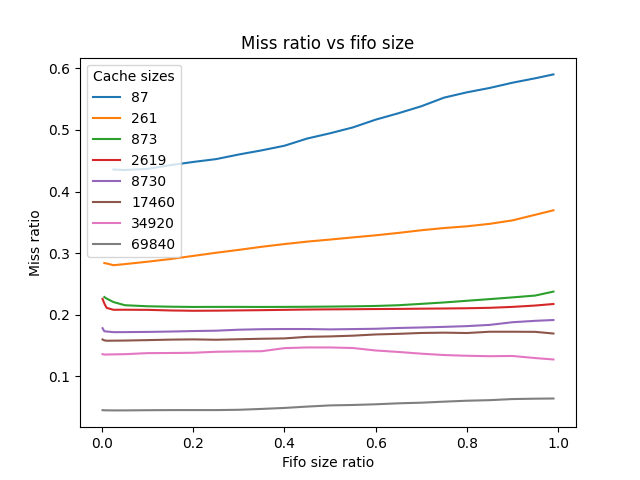 Miss ratio vs fifo size
Cache sizes
87
261
873
2619
8730
17460
34920
69840
0.6
0.5
0.4
0.3
0.2
0.1
Miss ratio
0.0 0.2 0.4 0.6 0.8 1.0
Fifo size ratio